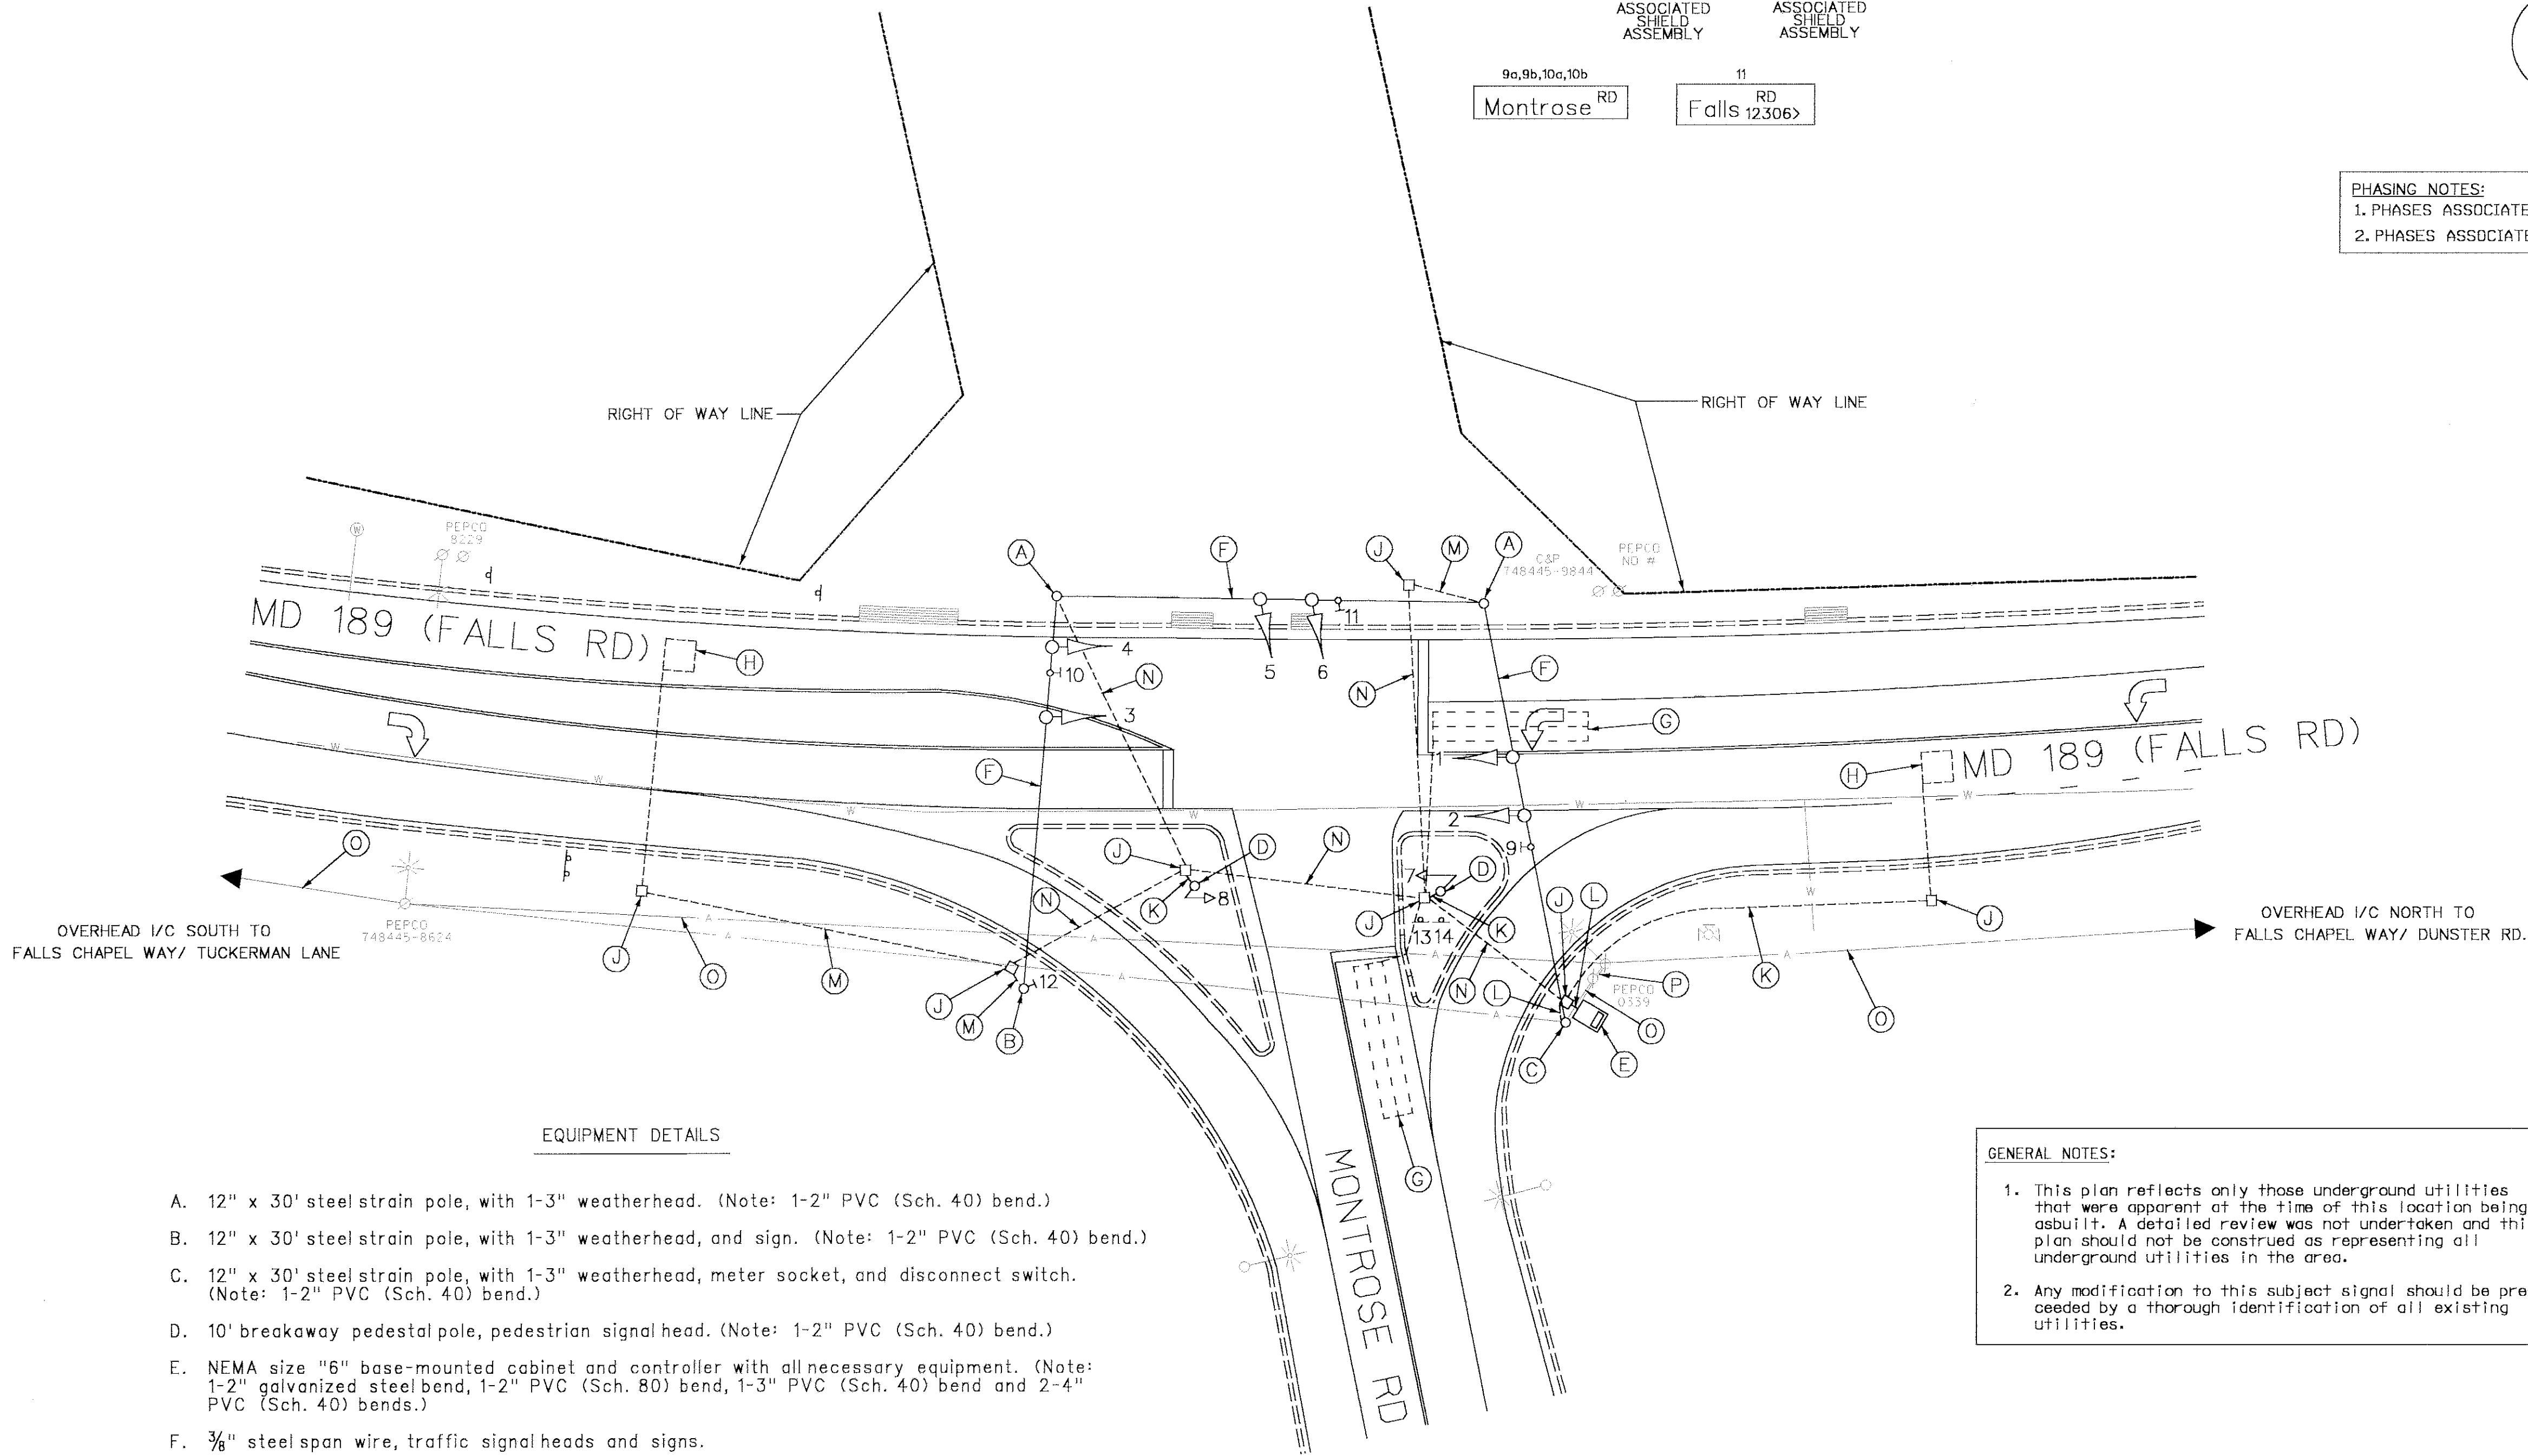 ASSOCIATED
SHIELD
ASSEMBLY
ASSOCIATED
SHIELD
ASSEMBLY
9a,9b,10a,10b
Montrose RD
11
Falls RD
12306>
PHASING NOTES:
1. PHASES ASSOCIATE
2. PHASES ASSOCIATE
RIGHT OF WAY LINE
RIGHT OF WAY LINE
W
PEPCO
8229
A
F
J
M
A
C&P
748445-9844
PEPCO
NO #
MD 189 (FALLS RD)
H
4
10
N
5
6
11
N
F
G
3
F
1
H
MD 189 (FALLS RD)
W
W
W
W
W
W
2
O
J
D
N
9
7
D
J
L
W
K
8
N
J
K
13 14
J
OVERHEAD I/C SOUTH TO
FALLS CHAPEL WAY/ TUCKERMAN LANE
PEPCO
748445-8624
A
A
A
A
A
A
A
OVERHEAD I/C NORTH TO
FALLS CHAPEL WAY/ DUNSTER RD.
J
O
M
J
M
12
B
N
L
PEPCO
0339
P
K
O
O
C
E
G
MONTROSE RD
EQUIPMENT DETAILS
A. 12" x 30' steel strain pole, with 1-3" weatherhead. (Note: 1-2" PVC (Sch. 40) bend.)
B. 12" x 30' steel strain pole, with 1-3" weatherhead, and sign. (Note: 1-2" PVC (Sch. 40) bend.)
C. 12" x 30' steel strain pole, with 1-3" weatherhead, meter socket, and disconnect switch.
(Note: 1-2" PVC (Sch. 40) bend.)
D. 10' breakaway pedestal pole, pedestrian signal head. (Note: 1-2" PVC (Sch. 40) bend.)
E. NEMA size "6" base-mounted cabinet and controller with all necessary equipment. (Note:
1-2" galvanized steel bend, 1-2" PVC (Sch. 80) bend, 1-3" PVC (Sch. 40) bend and 2-4"
PVC (Sch. 40) bends.)
F. 3/8" steel span wire, traffic signal heads and signs.
GENERAL NOTES:
1. This plan reflects only those underground utilities
that were apparent at the time of this location being
asbuilt. A detailed review was not undertaken and thi
plan should not be construed as representing all
underground utilities in the area.
2. Any modification to this subject signal should be pre
ceeded by a thorough identification of all existing
utilities.